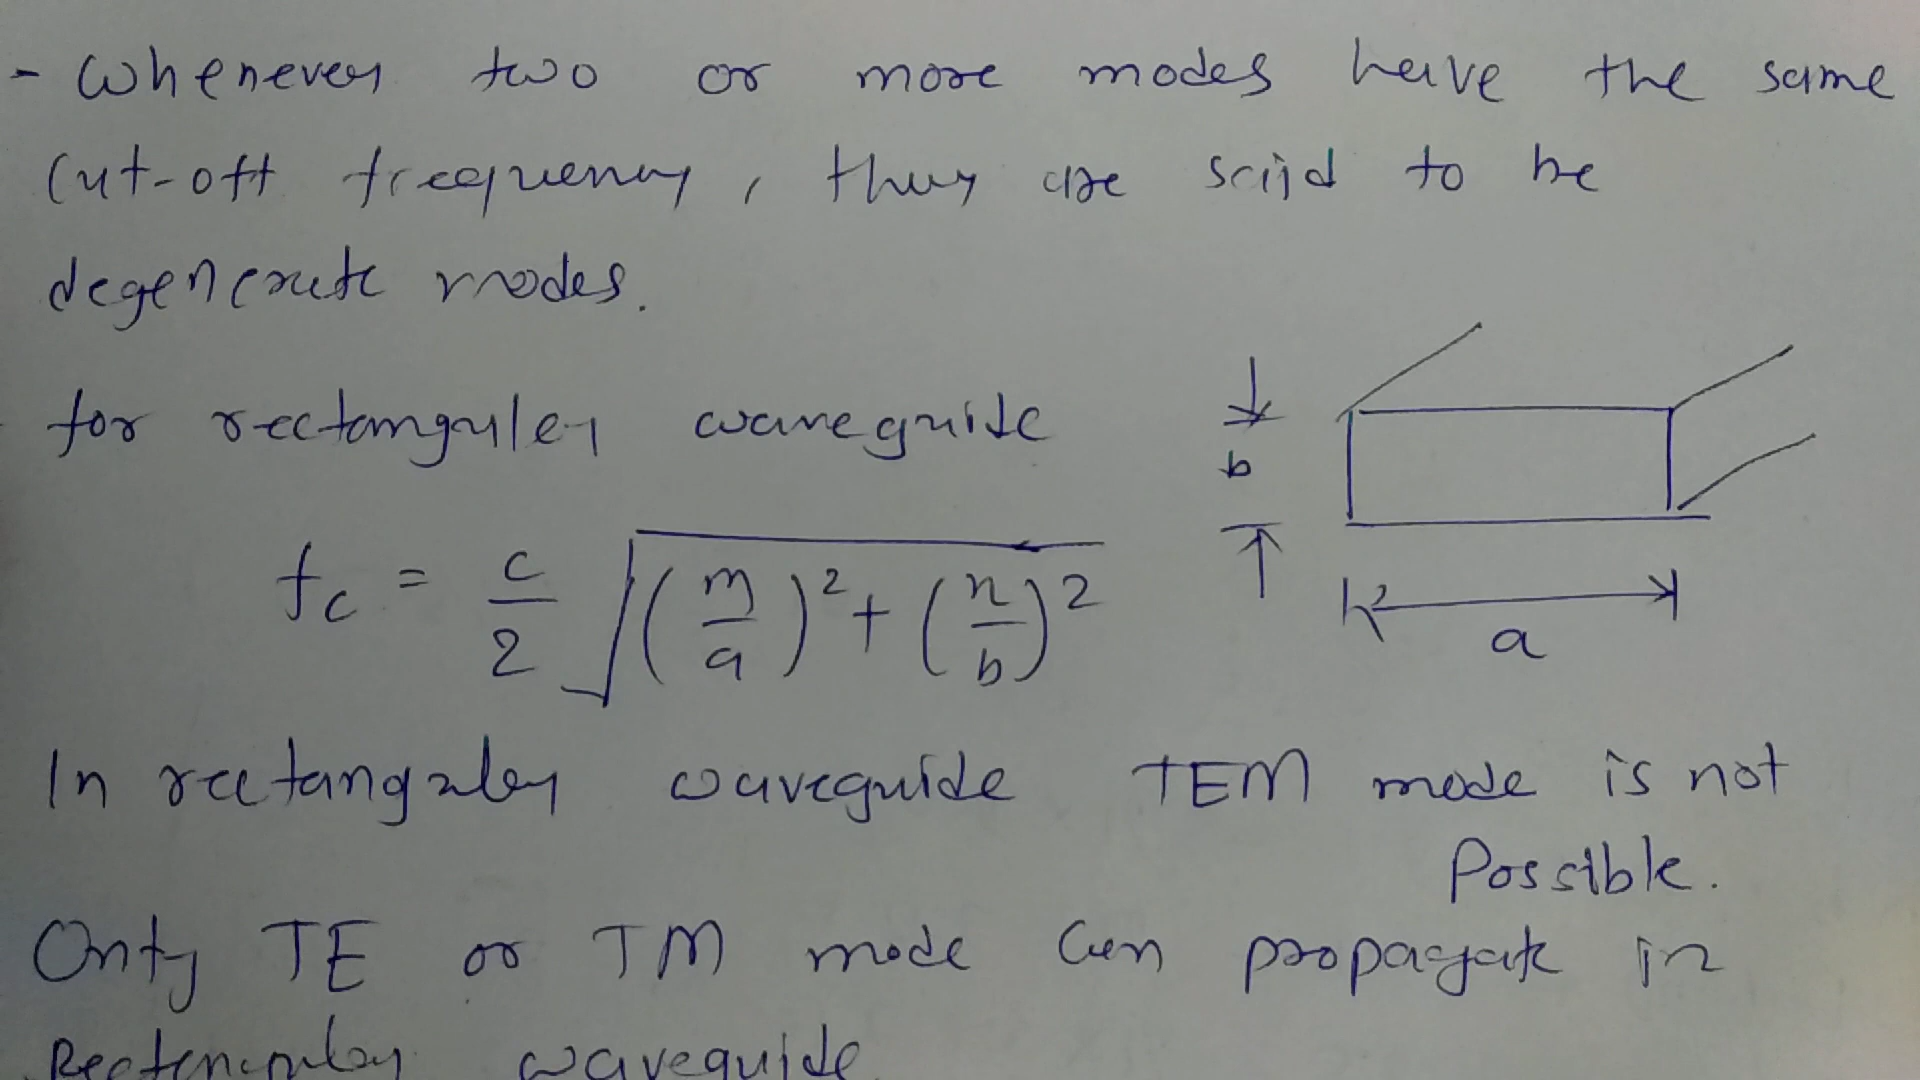 - Whenever two or more modes have the same
cut-off frequency, they are said to be
degenerate modes.
for rectangular waveguide
b
fc = c/2 √((m/a)² + (n/b)²)
a
In rectangular waveguide TEM mode is not
possible.
Only TE or TM mode can propagate in
Rectangular waveguide.